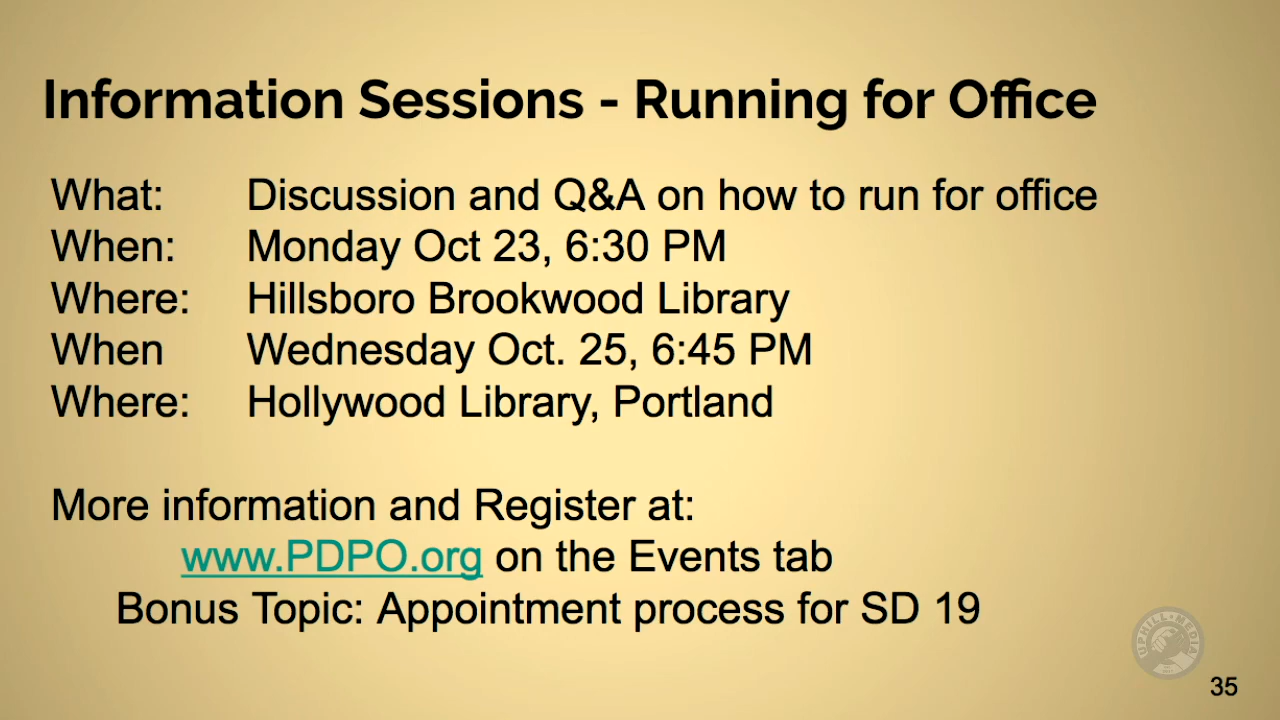 Information Sessions - Running for Office
What: Discussion and Q&A on how to run for office
When: Monday Oct 23, 6:30 PM
Where: Hillsboro Brookwood Library
When Wednesday Oct. 25, 6:45 PM
Where: Hollywood Library, Portland
More information and Register at:
www.PDPO.org on the Events tab
Bonus Topic: Appointment process for SD 19
UPHILL MEDIA
35